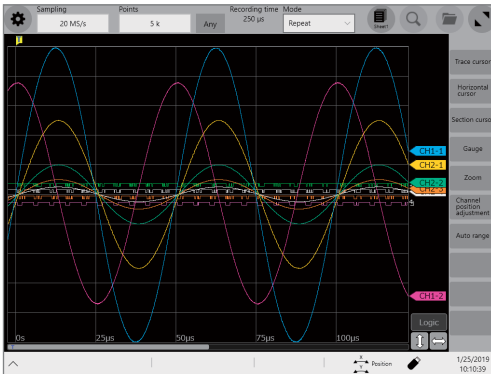 Sampling Points Recording time Mode
20 MS/s 5 k Any 250 µs Repeat
Sheet1
Trace cursor
Horizontal
cursor
Section cursor
Gauge
Zoom
Channel
position
adjustment
Auto range
CH1-1
CH2-1
CH2-2
CH1-2
Logic
0s 25µs 50µs 75µs 100µs
X
Y
Position
1/25/2019
10:10:39